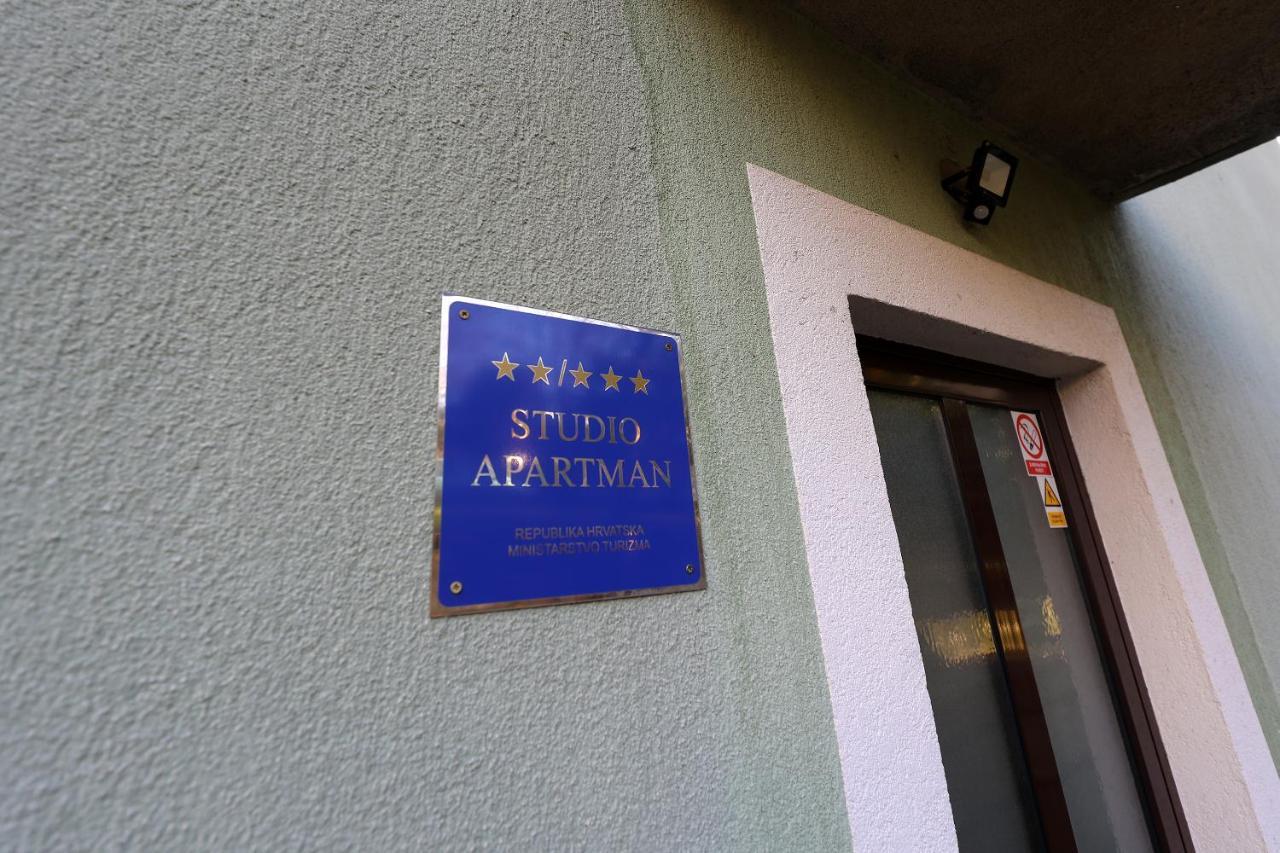 ★★/★★★
STUDIO
APARTMAN
REPUBLIKA HRVATSKA
MINISTARSTVO TURIZMA